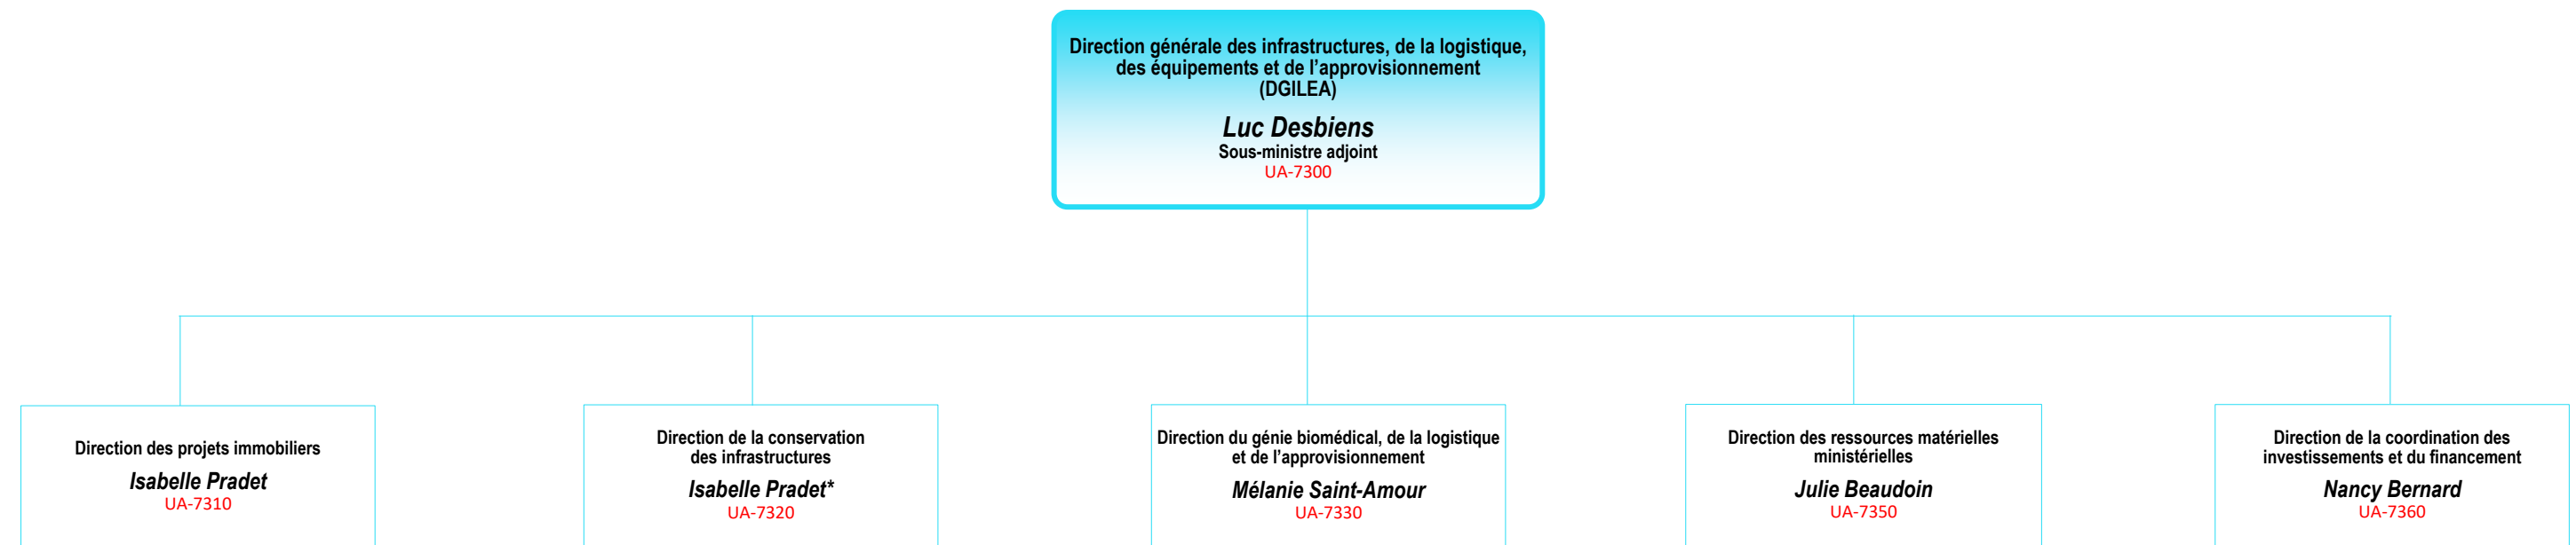 Direction générale des infrastructures, de la logistique,
des équipements et de l’approvisionnement
(DGILEA)
Luc Desbiens
Sous-ministre adjoint
UA-7300
Direction des projets immobiliers
Isabelle Pradet
UA-7310
Direction de la conservation
des infrastructures
Isabelle Pradet*
UA-7320
Direction du génie biomédical, de la logistique
et de l’approvisionnement
Mélanie Saint-Amour
UA-7330
Direction des ressources matérielles
ministérielles
Julie Beaudoin
UA-7350
Direction de la coordination des
investissements et du financement
Nancy Bernard
UA-7360